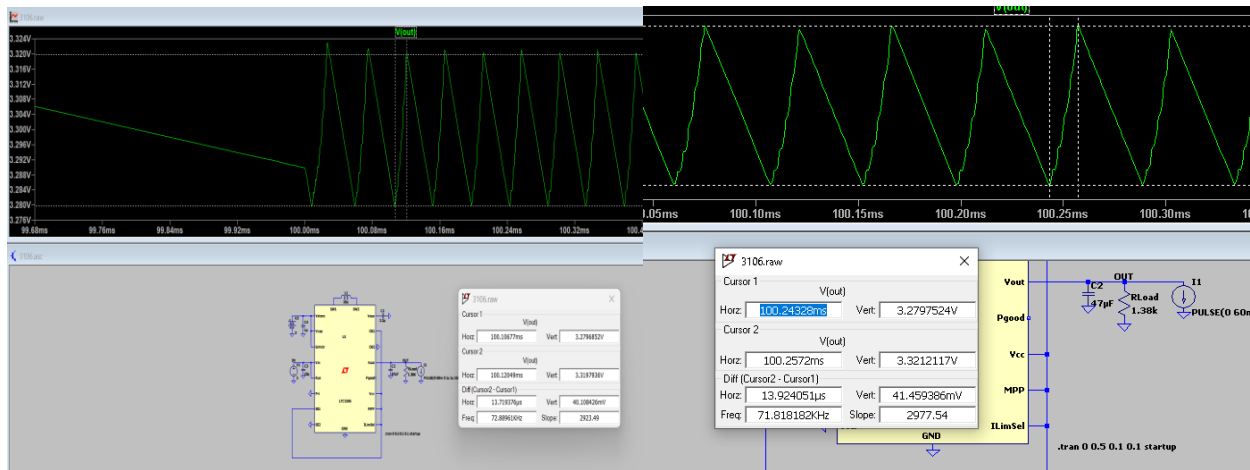 3106.raw
V(out)
3.324V
3.320V
3.316V
3.312V
3.308V
3.304V
3.300V
3.296V
3.292V
3.288V
3.284V
3.280V
3.276V
99.68ms 99.76ms 99.84ms 99.92ms 100.00ms 100.08ms 100.16ms 100.24ms 100.32ms
3106.asc
3106.raw
Cursor 1
V(out)
Horz: 100.10677ms Vert: 3.2796852V
Cursor 2
V(out)
Horz: 100.12049ms Vert: 3.3197936V
Diff (Cursor2 - Cursor1)
Horz: 13.719376µs Vert: 40.108426mV
Freq: 72.88961KHz Slope: 2923.49
V(out)
100.10ms 100.15ms 100.20ms 100.25ms 100.30ms
3106.raw
Cursor 1
V(out)
Horz: 100.24328ms Vert: 3.2797524V
Cursor 2
V(out)
Horz: 100.2572ms Vert: 3.3212117V
Diff (Cursor2 - Cursor1)
Horz: 13.924051µs Vert: 41.459386mV
Freq: 71.818182KHz Slope: 2977.54
Vout
Pgood
Vcc
MPP
ILimSel
GND
OUT
C2
47µF
RLoad
1.38k
I1
PULSE(0 60m
.tran 0 0.5 0.1 0.1 startup